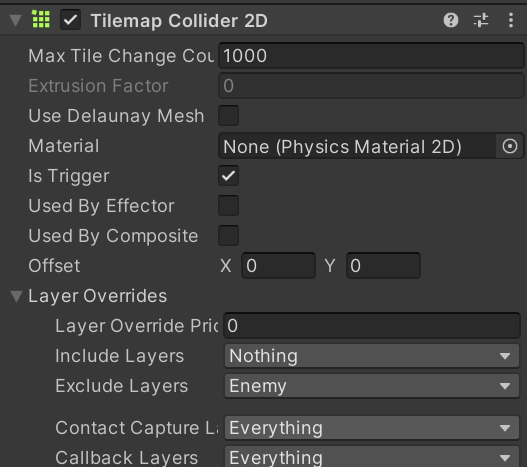 Tilemap Collider 2D
Max Tile Change Cou 1000
Extrusion Factor 0
Use Delaunay Mesh
Material None (Physics Material 2D)
Is Trigger
Used By Effector
Used By Composite
Offset X 0 Y 0
Layer Overrides
Layer Override Pric 0
Include Layers Nothing
Exclude Layers Enemy
Contact Capture La Everything
Callback Layers Everything